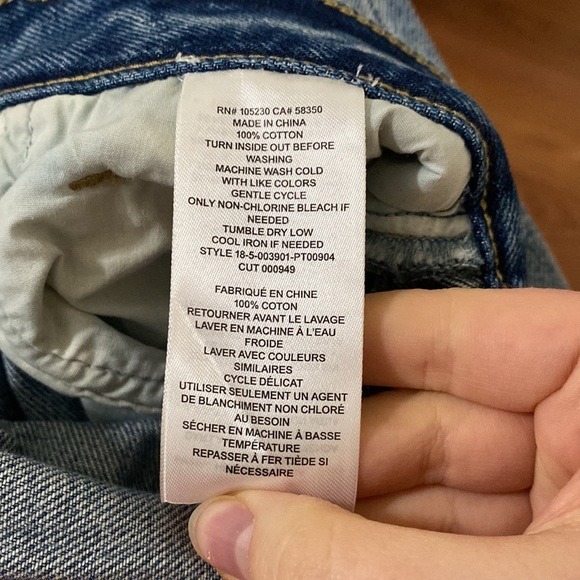 RN# 105230 CA# 58350
MADE IN CHINA
100% COTTON
TURN INSIDE OUT BEFORE
WASHING
MACHINE WASH COLD
WITH LIKE COLORS
GENTLE CYCLE
ONLY NON-CHLORINE BLEACH IF
NEEDED
TUMBLE DRY LOW
COOL IRON IF NEEDED
STYLE 18-5-003901-PT00904
CUT 000949
FABRIQUÉ EN CHINE
100% COTON
RETOURNER AVANT LE LAVAGE
LAVER EN MACHINE À L'EAU
FROIDE
LAVER AVEC COULEURS
SIMILAIRES
CYCLE DÉLICAT
UTILISER SEULEMENT UN AGENT
DE BLANCHIMENT NON CHLORÉ
AU BESOIN
SÉCHER EN MACHINE À BASSE
TEMPÉRATURE
REPASSER À FER TIÈDE SI
NÉCESSAIRE